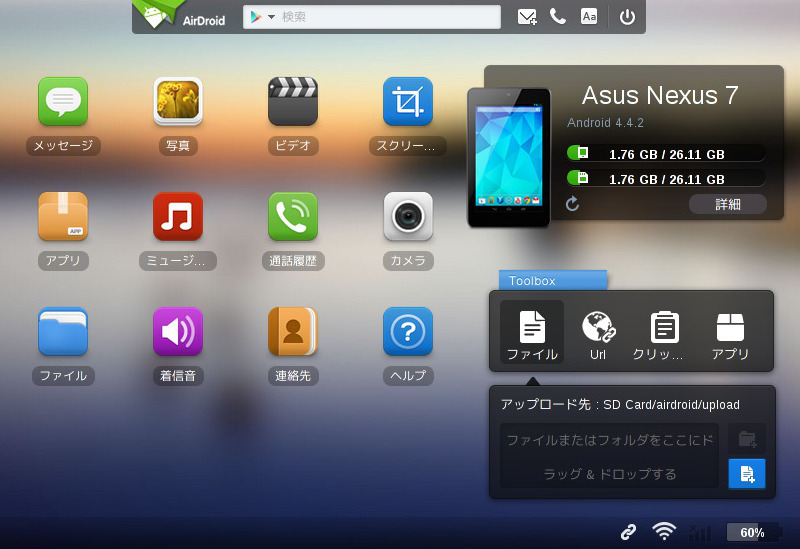 AirDroid
検索
Aa
メッセージ
写真
ビデオ
スクリー...
アプリ
APP
ミュージ...
通話履歴
カメラ
ファイル
着信音
連絡先
ヘルプ
Asus Nexus 7
Android 4.4.2
1.76 GB / 26.11 GB
1.76 GB / 26.11 GB
詳細
Toolbox
ファイル
Url
クリッ...
アプリ
アップロード先 : SD Card/airdroid/upload
ファイルまたはフォルダをここにド
ラッグ & ドロップする
60%